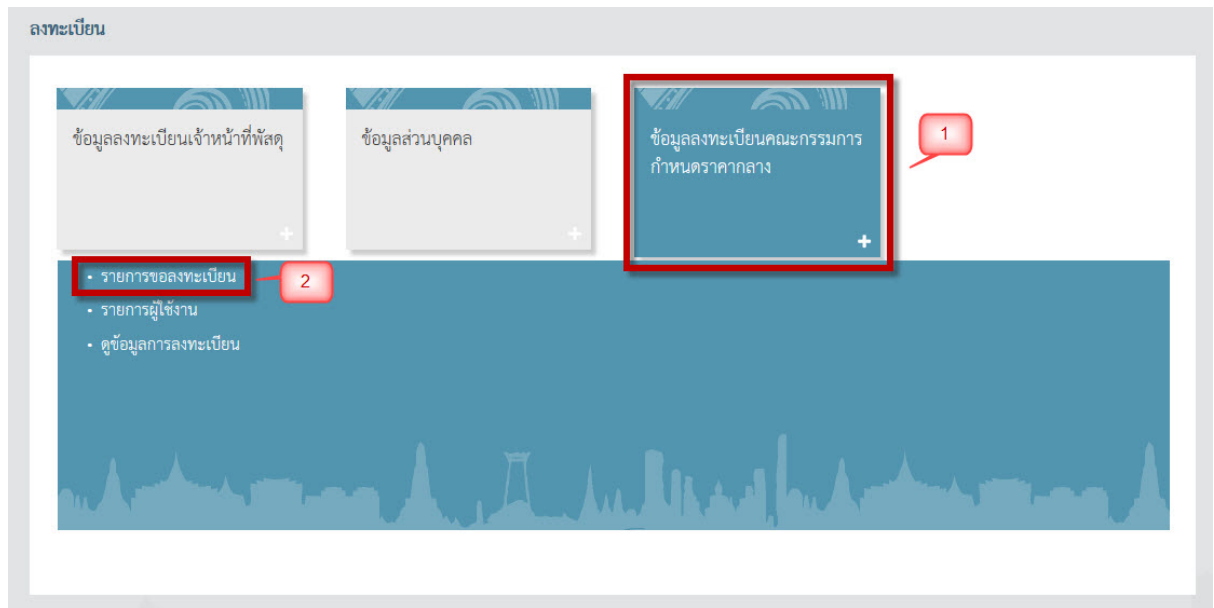 ลงทะเบียน
ข้อมูลลงทะเบียนเจ้าหน้าที่พัสดุ
ข้อมูลส่วนบุคคล
ข้อมูลลงทะเบียนคณะกรรมการ
กำหนดราคากลาง
1
• รายการขอลงทะเบียน
2
• รายการผู้ใช้งาน
• ดูข้อมูลการลงทะเบียน